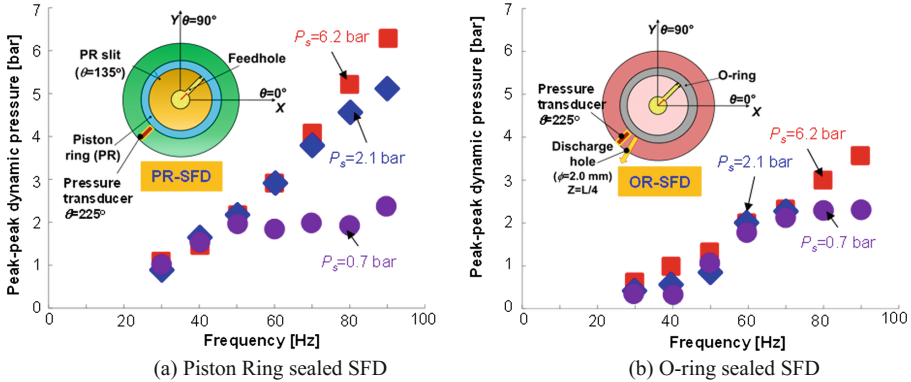 Peak-peak dynamic pressure [bar]
7
6
5
4
3
2
1
0
0
20
40
60
80
100
Frequency [Hz]
Y
θ=90°
PR slit
(θ=135°)
Feedhole
θ=0°
X
Piston
ring (PR)
Pressure
transducer
θ=225°
PR-SFD
Pₛ=6.2 bar
Pₛ=2.1 bar
Pₛ=0.7 bar
(a) Piston Ring sealed SFD
Peak-peak dynamic pressure [bar]
7
6
5
4
3
2
1
0
0
20
40
60
80
100
Frequency [Hz]
Y
θ=90°
O-ring
θ=0°
X
Pressure
transducer
θ=225°
Discharge
hole
(ϕ=2.0 mm)
Z=L/4
OR-SFD
Pₛ=6.2 bar
Pₛ=2.1 bar
Pₛ=0.7 bar
(b) O-ring sealed SFD